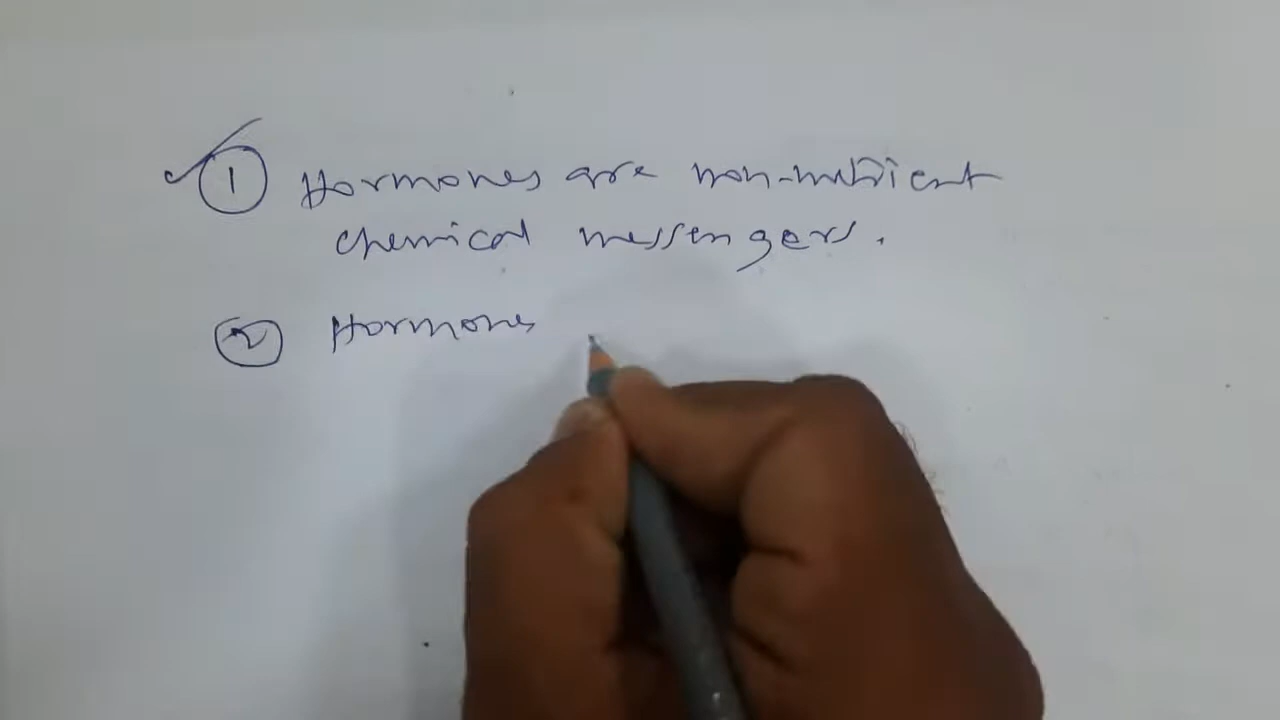 ① Hormones are non-nutrient
chemical messengers.
② Hormones